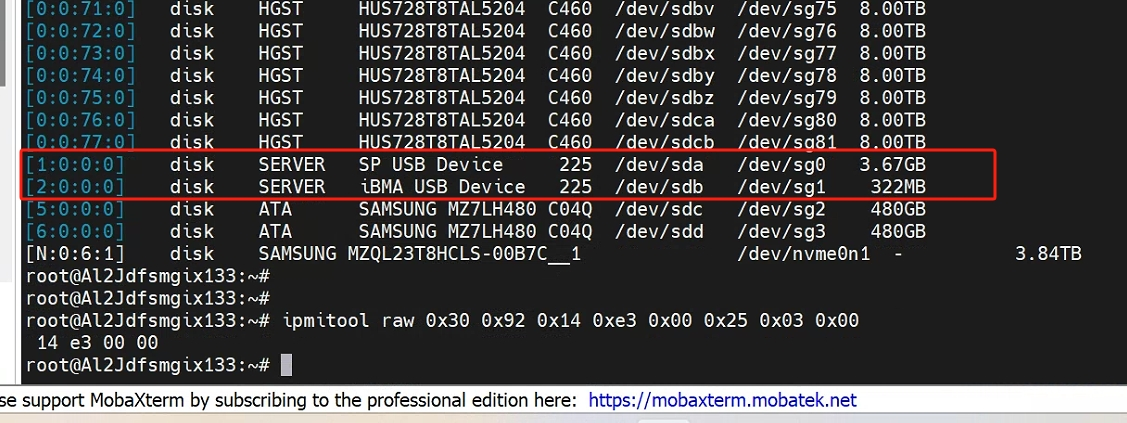 [0:0:71:0] disk HGST HUS728T8TAL5204 C460 /dev/sdbv /dev/sg75 8.00TB
[0:0:72:0] disk HGST HUS728T8TAL5204 C460 /dev/sdbw /dev/sg76 8.00TB
[0:0:73:0] disk HGST HUS728T8TAL5204 C460 /dev/sdbx /dev/sg77 8.00TB
[0:0:74:0] disk HGST HUS728T8TAL5204 C460 /dev/sdby /dev/sg78 8.00TB
[0:0:75:0] disk HGST HUS728T8TAL5204 C460 /dev/sdbz /dev/sg79 8.00TB
[0:0:76:0] disk HGST HUS728T8TAL5204 C460 /dev/sdca /dev/sg80 8.00TB
[0:0:77:0] disk HGST HUS728T8TAL5204 C460 /dev/sdcb /dev/sg81 8.00TB
[1:0:0:0] disk SERVER SP USB Device 225 /dev/sda /dev/sg0 3.67GB
[2:0:0:0] disk SERVER iBMA USB Device 225 /dev/sdb /dev/sg1 322MB
[5:0:0:0] disk ATA SAMSUNG MZ7LH480 C04Q /dev/sdc /dev/sg2 480GB
[6:0:0:0] disk ATA SAMSUNG MZ7LH480 C04Q /dev/sdd /dev/sg3 480GB
[N:0:6:1] disk SAMSUNG MZQL23T8HCLS-00B7C__1 /dev/nvme0n1 - 3.84TB
root@Al2Jdfsmgix133:~#
root@Al2Jdfsmgix133:~#
root@Al2Jdfsmgix133:~# ipmitool raw 0x30 0x92 0x14 0xe3 0x00 0x25 0x03 0x00
14 e3 00 00
root@Al2Jdfsmgix133:~#
se support MobaXterm by subscribing to the professional edition here: https://mobaxterm.mobatek.net